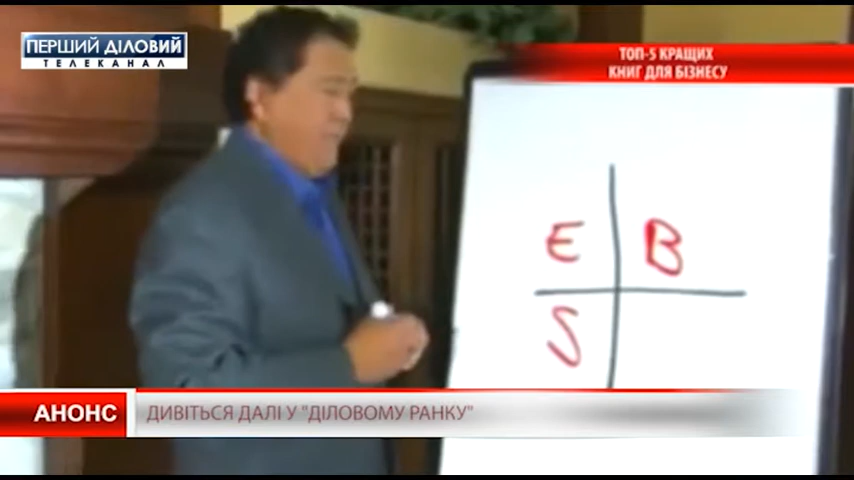 ПЕРШИЙ ДІЛОВИЙ
ТЕЛЕКАНАЛ
ТОП-5 КРАЩИХ
КНИГ ДЛЯ БІЗНЕСУ
E B
S
АНОНС
ДИВІТЬСЯ ДАЛІ У "ДІЛОВОМУ РАНКУ"